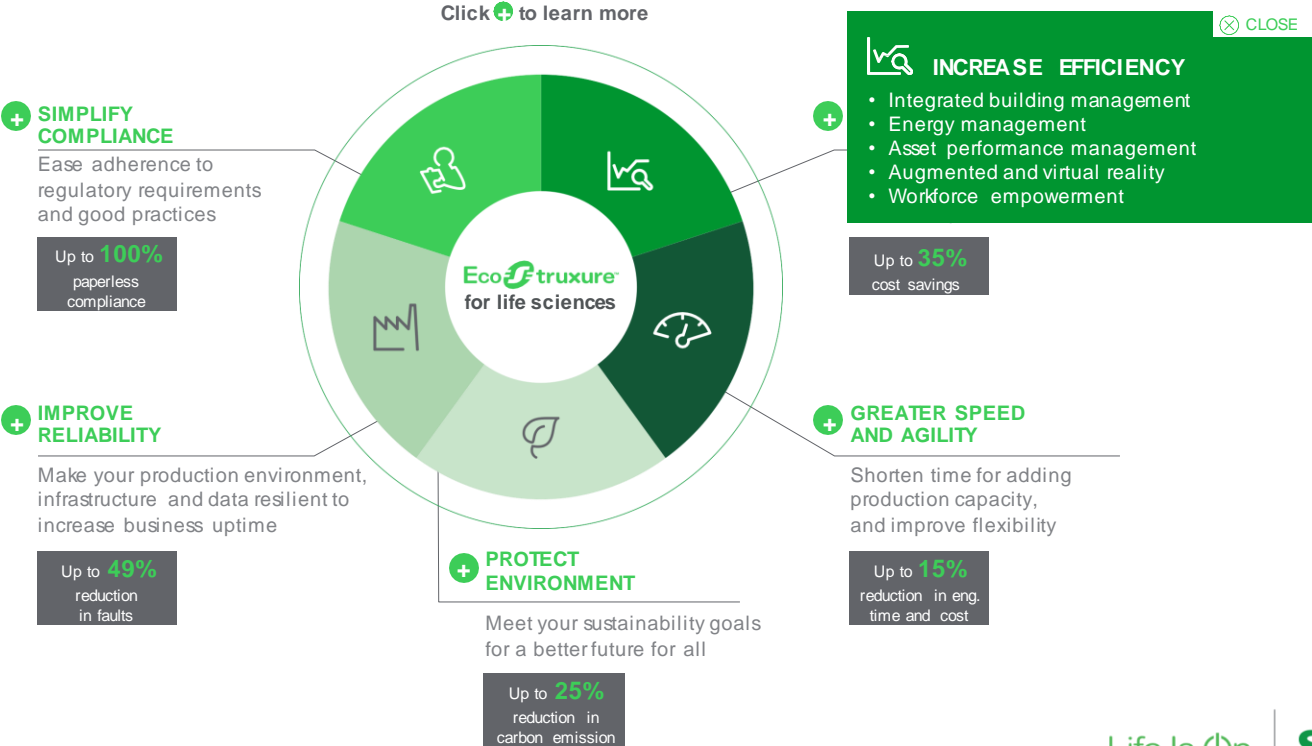 Click + to learn more
CLOSE
INCREASE EFFICIENCY
• Integrated building management
• Energy management
• Asset performance management
• Augmented and virtual reality
• Workforce empowerment
SIMPLIFY
COMPLIANCE
Ease adherence to
regulatory requirements
and good practices
Up to 100%
paperless
compliance
Up to 35%
cost savings
EcoStruxure™
for life sciences
IMPROVE
RELIABILITY
Make your production environment,
infrastructure and data resilient to
increase business uptime
Up to 49%
reduction
in faults
GREATER SPEED
AND AGILITY
Shorten time for adding
production capacity,
and improve flexibility
Up to 15%
reduction in eng.
time and cost
PROTECT
ENVIRONMENT
Meet your sustainability goals
for a better future for all
Up to 25%
reduction in
carbon emission
Life Is On